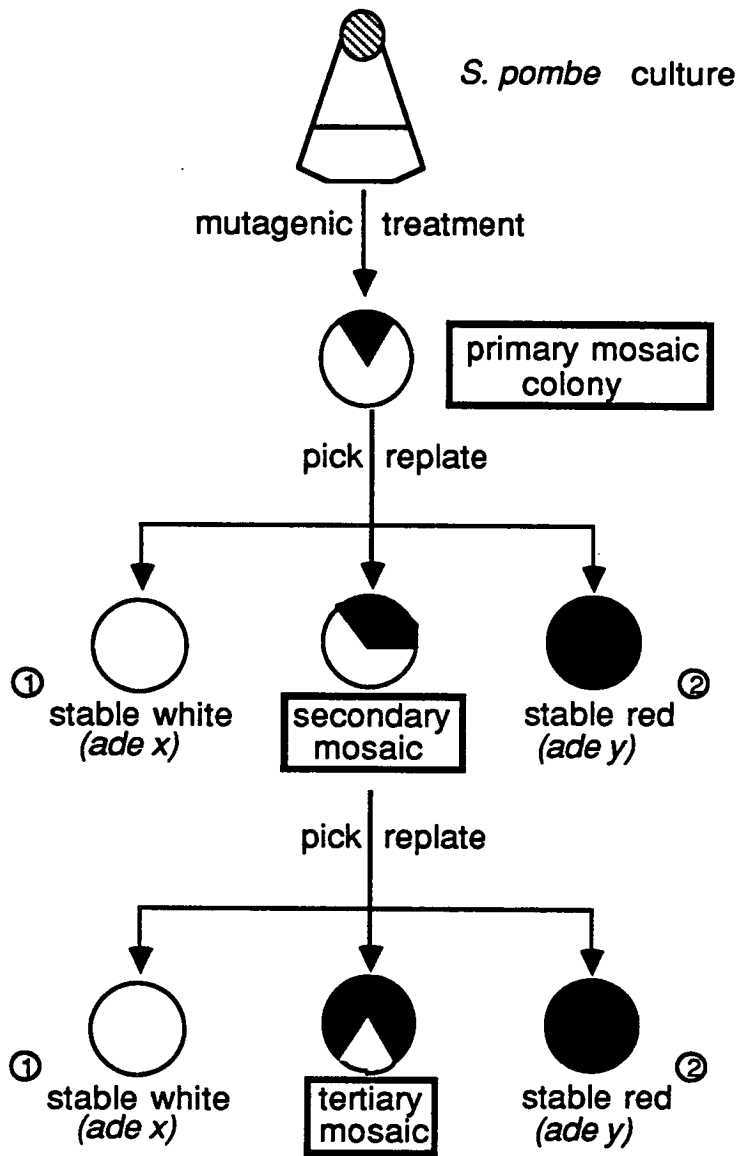 S. pombe culture
mutagenic treatment
primary mosaic
colony
pick replate
① ②
stable white
(ade x)
secondary
mosaic
stable red
(ade y)
pick replate
① ②
stable white
(ade x)
tertiary
mosaic
stable red
(ade y)